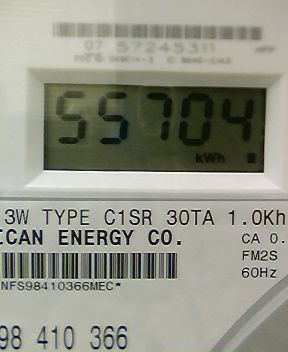 07 57245311
55704
kWh
3W TYPE C1SR 30TA 1.0Kh
ICAN ENERGY CO.
CA 0.
FM2S
60Hz
NFS98410366MEC*
98 410 366